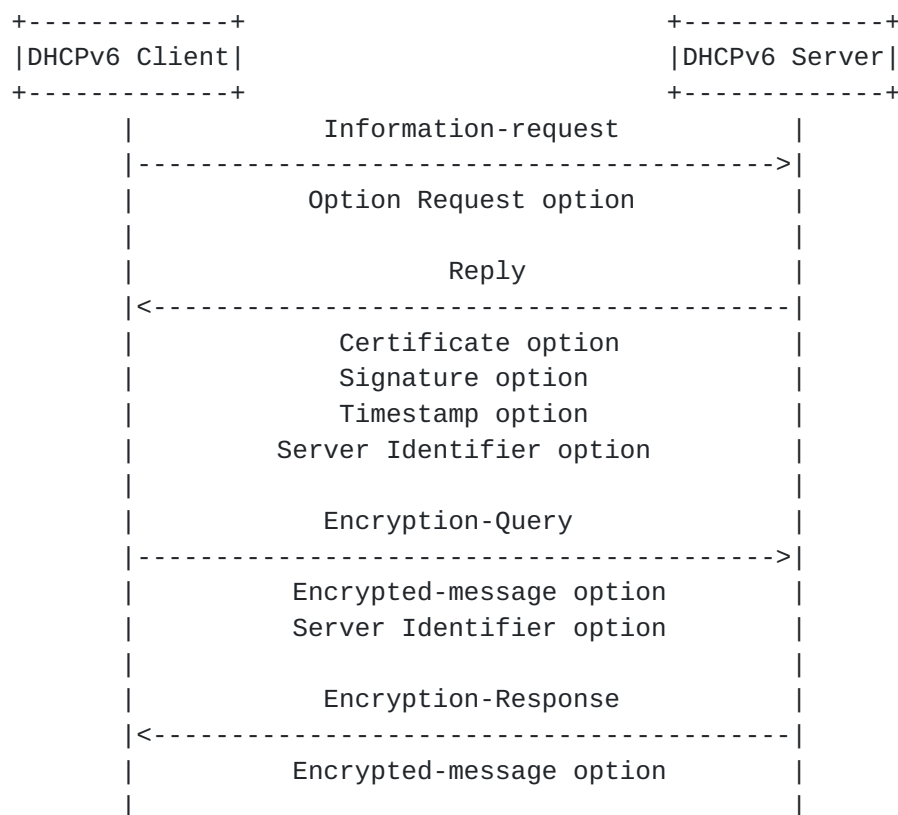 +-------------+ +-------------+
|DHCPv6 Client| |DHCPv6 Server|
+-------------+ +-------------+
| Information-request |
|----------------------------------------->|
| Option Request option |
| |
| Reply |
|<-----------------------------------------|
| Certificate option |
| Signature option |
| Timestamp option |
| Server Identifier option |
| |
| Encryption-Query |
|----------------------------------------->|
| Encrypted-message option |
| Server Identifier option |
| |
| Encryption-Response |
|<-----------------------------------------|
| Encrypted-message option |
| |